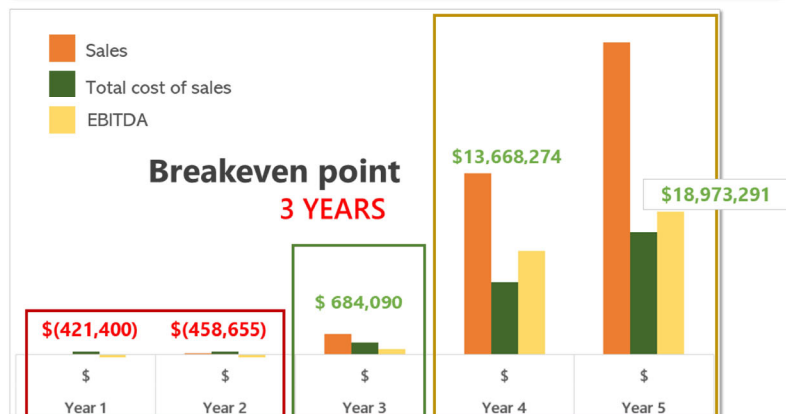 Sales
Total cost of sales
EBITDA
Breakeven point
3 YEARS
$13,668,274
$18,973,291
$ 684,090
$(421,400) $(458,655)
$ $ $ $ $
Year 1 Year 2 Year 3 Year 4 Year 5